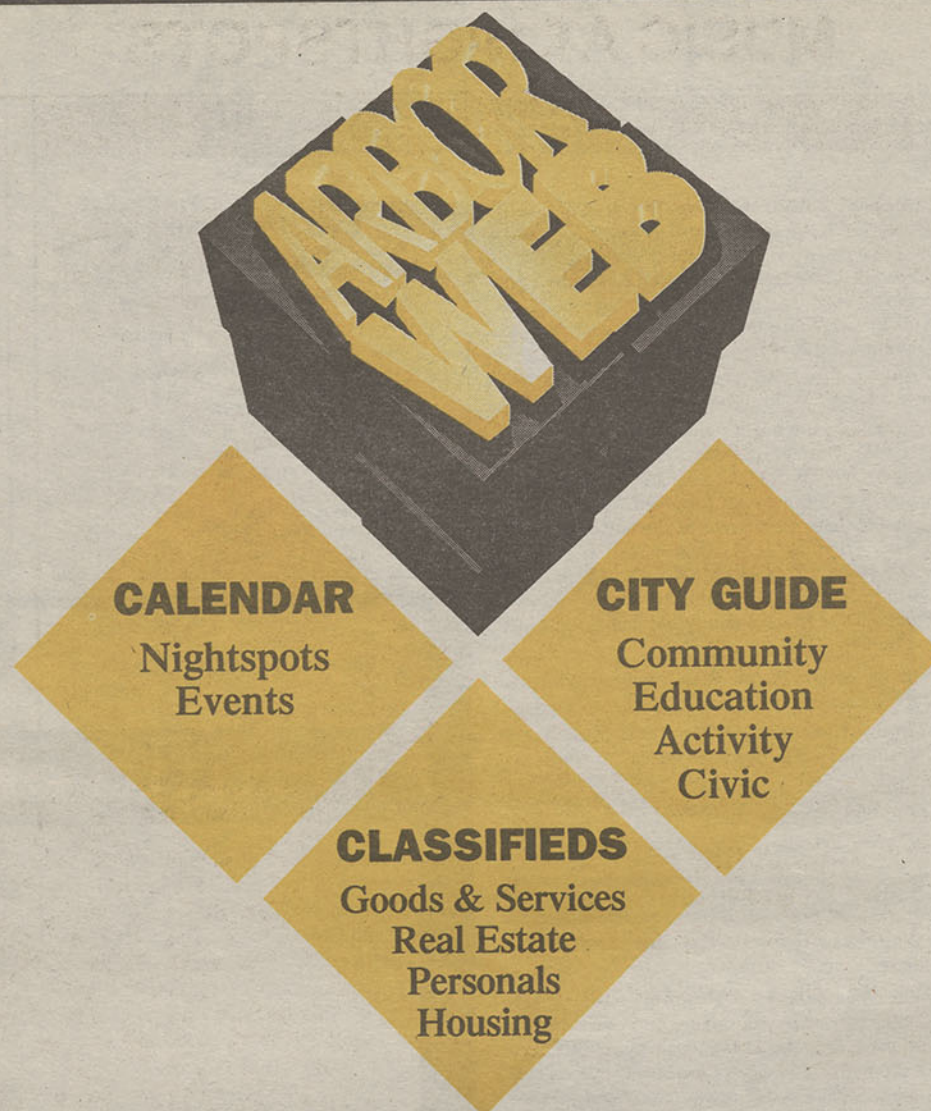 ARBOR
WEB
CALENDAR
Nightspots
Events
CITY GUIDE
Community
Education
Activity
Civic
CLASSIFIEDS
Goods & Services
Real Estate
Personals
Housing